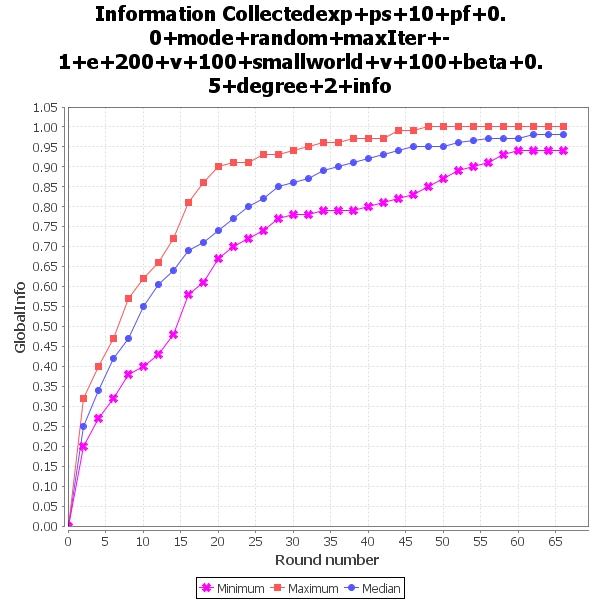 Information Collectedexp+ps+10+pf+0.
0+mode+random+maxIter+-
1+e+200+v+100+smallworld+v+100+beta+0.
5+degree+2+info
GlobalInfo
1.05
1.00
0.95
0.90
0.85
0.80
0.75
0.70
0.65
0.60
0.55
0.50
0.45
0.40
0.35
0.30
0.25
0.20
0.15
0.10
0.05
0.00
0 5 10 15 20 25 30 35 40 45 50 55 60 65
Round number
Minimum Maximum Median